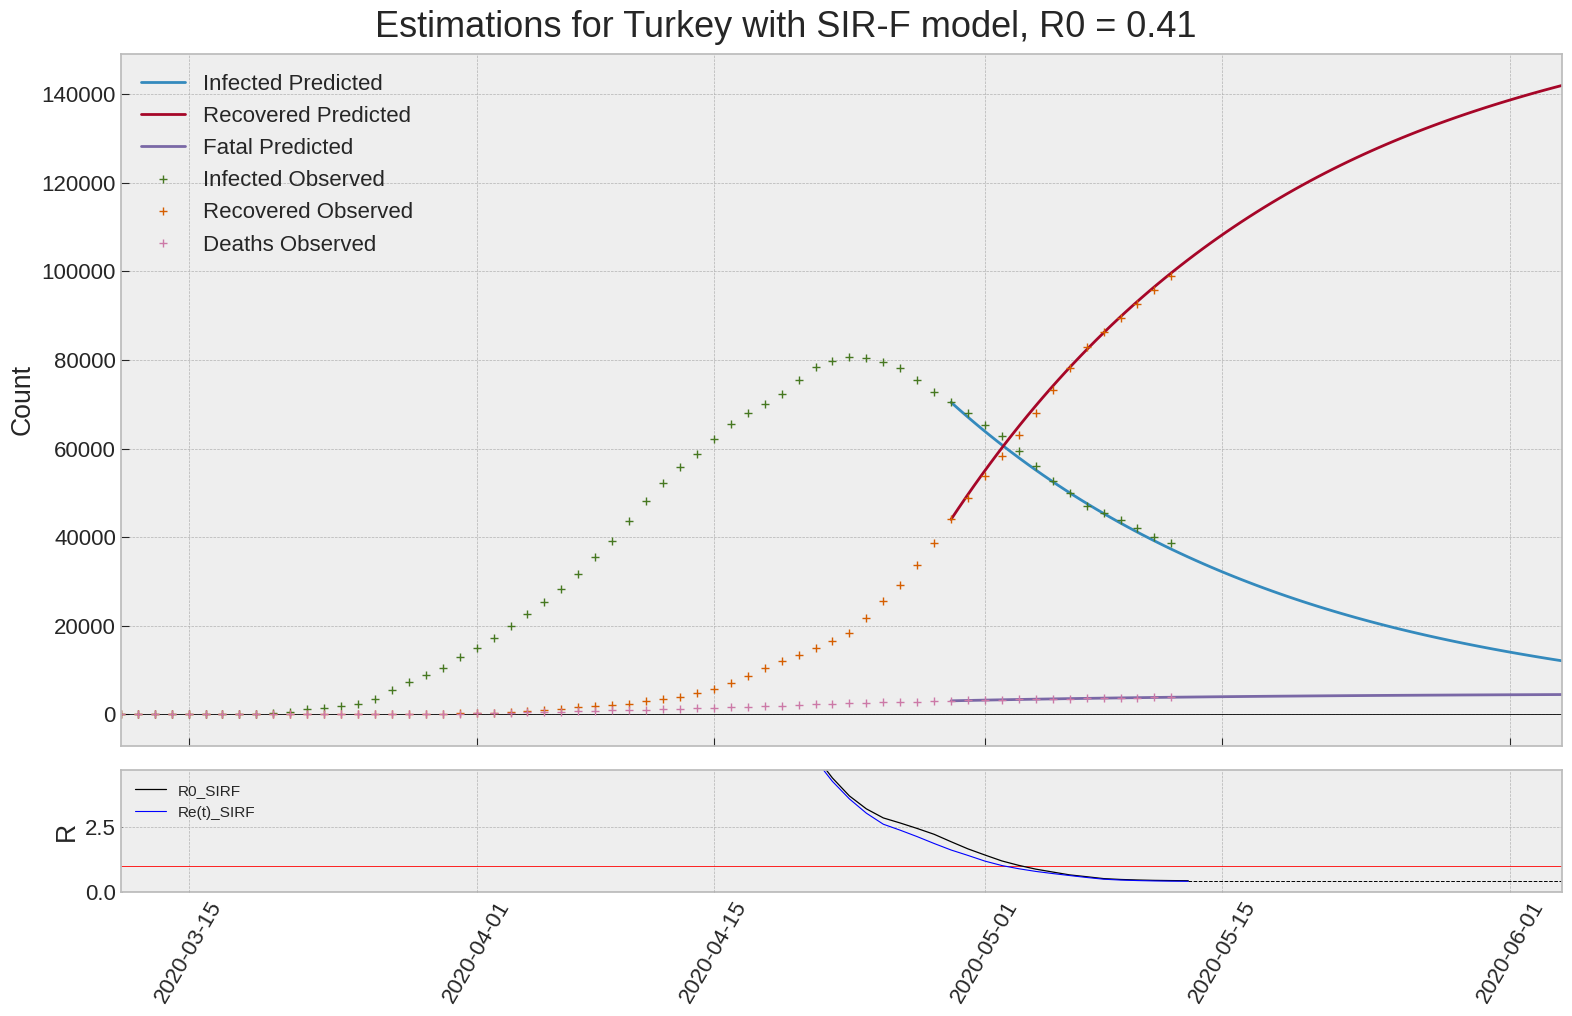 Estimations for Turkey with SIR-F model, R0 = 0.41
Infected Predicted
Recovered Predicted
Fatal Predicted
Infected Observed
Recovered Observed
Deaths Observed
140000
120000
100000
80000
60000
40000
20000
0
Count
R0_SIRF
Re(t)_SIRF
2.5
0.0
R
2020-03-15
2020-04-01
2020-04-15
2020-05-01
2020-05-15
2020-06-01